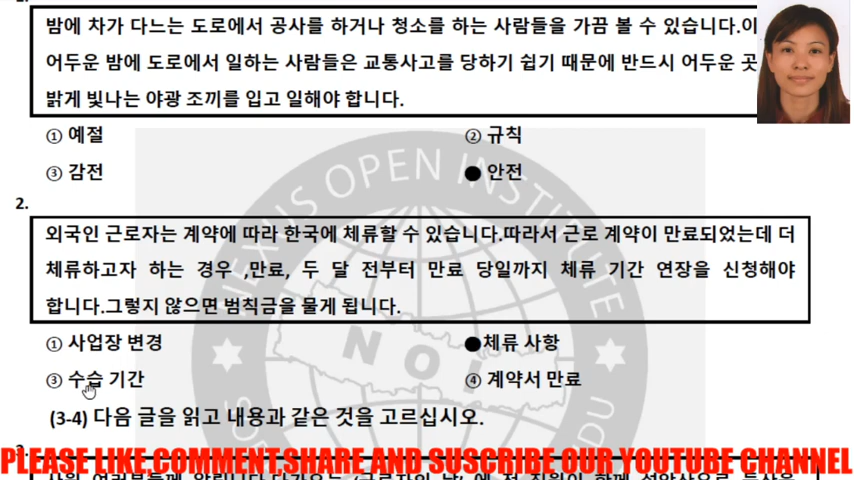 밤에 차가 다느는 도로에서 공사를 하거나 청소를 하는 사람들을 가끔 볼 수 있습니다.이
어두운 밤에 도로에서 일하는 사람들은 교통사고를 당하기 쉽기 때문에 반드시 어두운 곳
밝게 빛나는 야광 조끼를 입고 일해야 합니다.
① 예절 ② 규칙
③ 감전 안전
2.
외국인 근로자는 계약에 따라 한국에 체류할 수 있습니다.따라서 근로 계약이 만료되었는데 더
체류하고자 하는 경우 ,만료, 두 달 전부터 만료 당일까지 체류 기간 연장을 신청해야
합니다.그렇지 않으면 범칙금을 물게 됩니다.
① 사업장 변경 체류 사항
③ 수습 기간 ④ 계약서 만료
(3-4) 다음 글을 읽고 내용과 같은 것을 고르십시오.
NEXUS OPEN INSTITUTE
NOI
EDU
PLEASE LIKE,COMMENT,SHARE AND SUSCRIBE OUR YOUTUBE CHANNEL